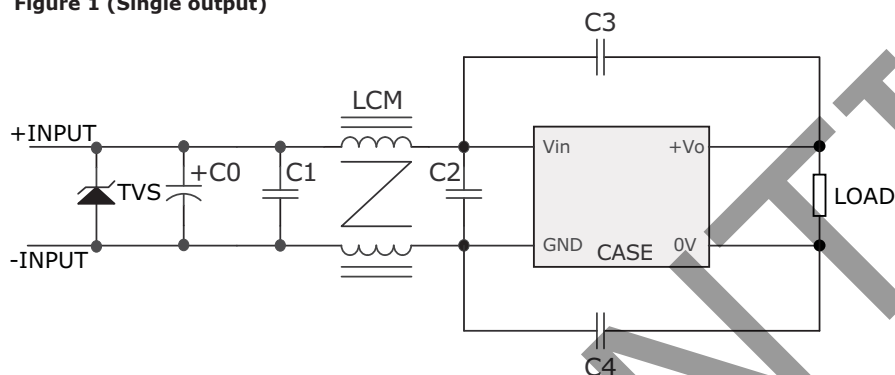 Figure 1 (Single output)
C3
LCM
+INPUT
TVS
+C0
C1
C2
Vin
+Vo
LOAD
GND
CASE
0V
-INPUT
C4